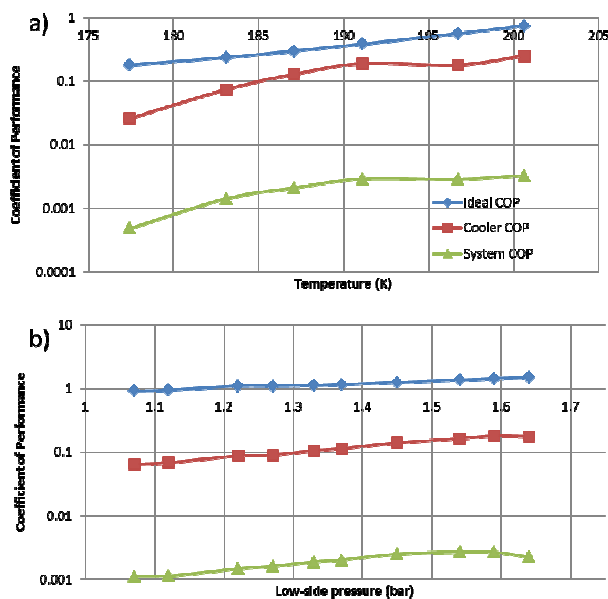 a)
1
175
180
185
190
195
200
205
0.1
0.01
0.001
0.0001
Coefficient of Performance
Ideal COP
Cooler COP
System COP
Temperature (K)
b)
10
1
1
1.1
1.2
1.3
1.4
1.5
1.6
1.7
0.1
0.01
0.001
Coefficient of Performance
Low-side pressure (bar)